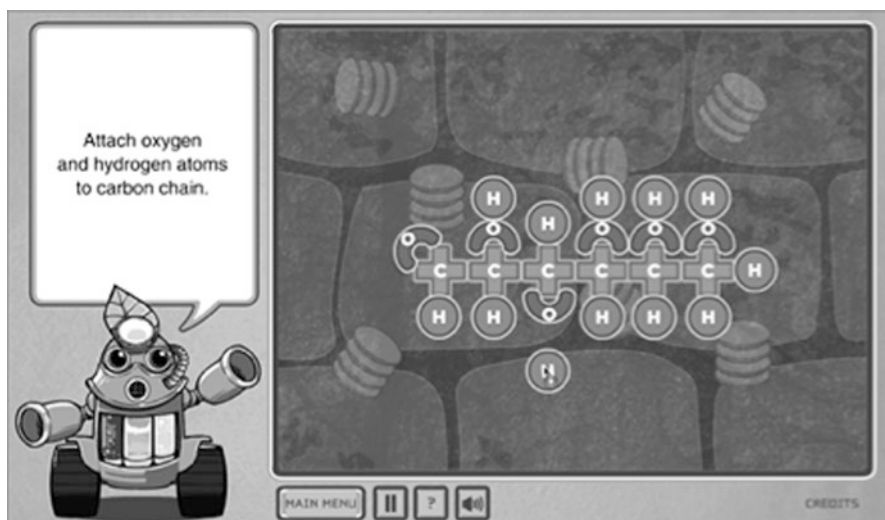 Attach oxygen
and hydrogen atoms
to carbon chain.
H H H H H
H
O O O O O
C C C C C C H
H H O H H H
H
MAIN MENU ? CREDITS